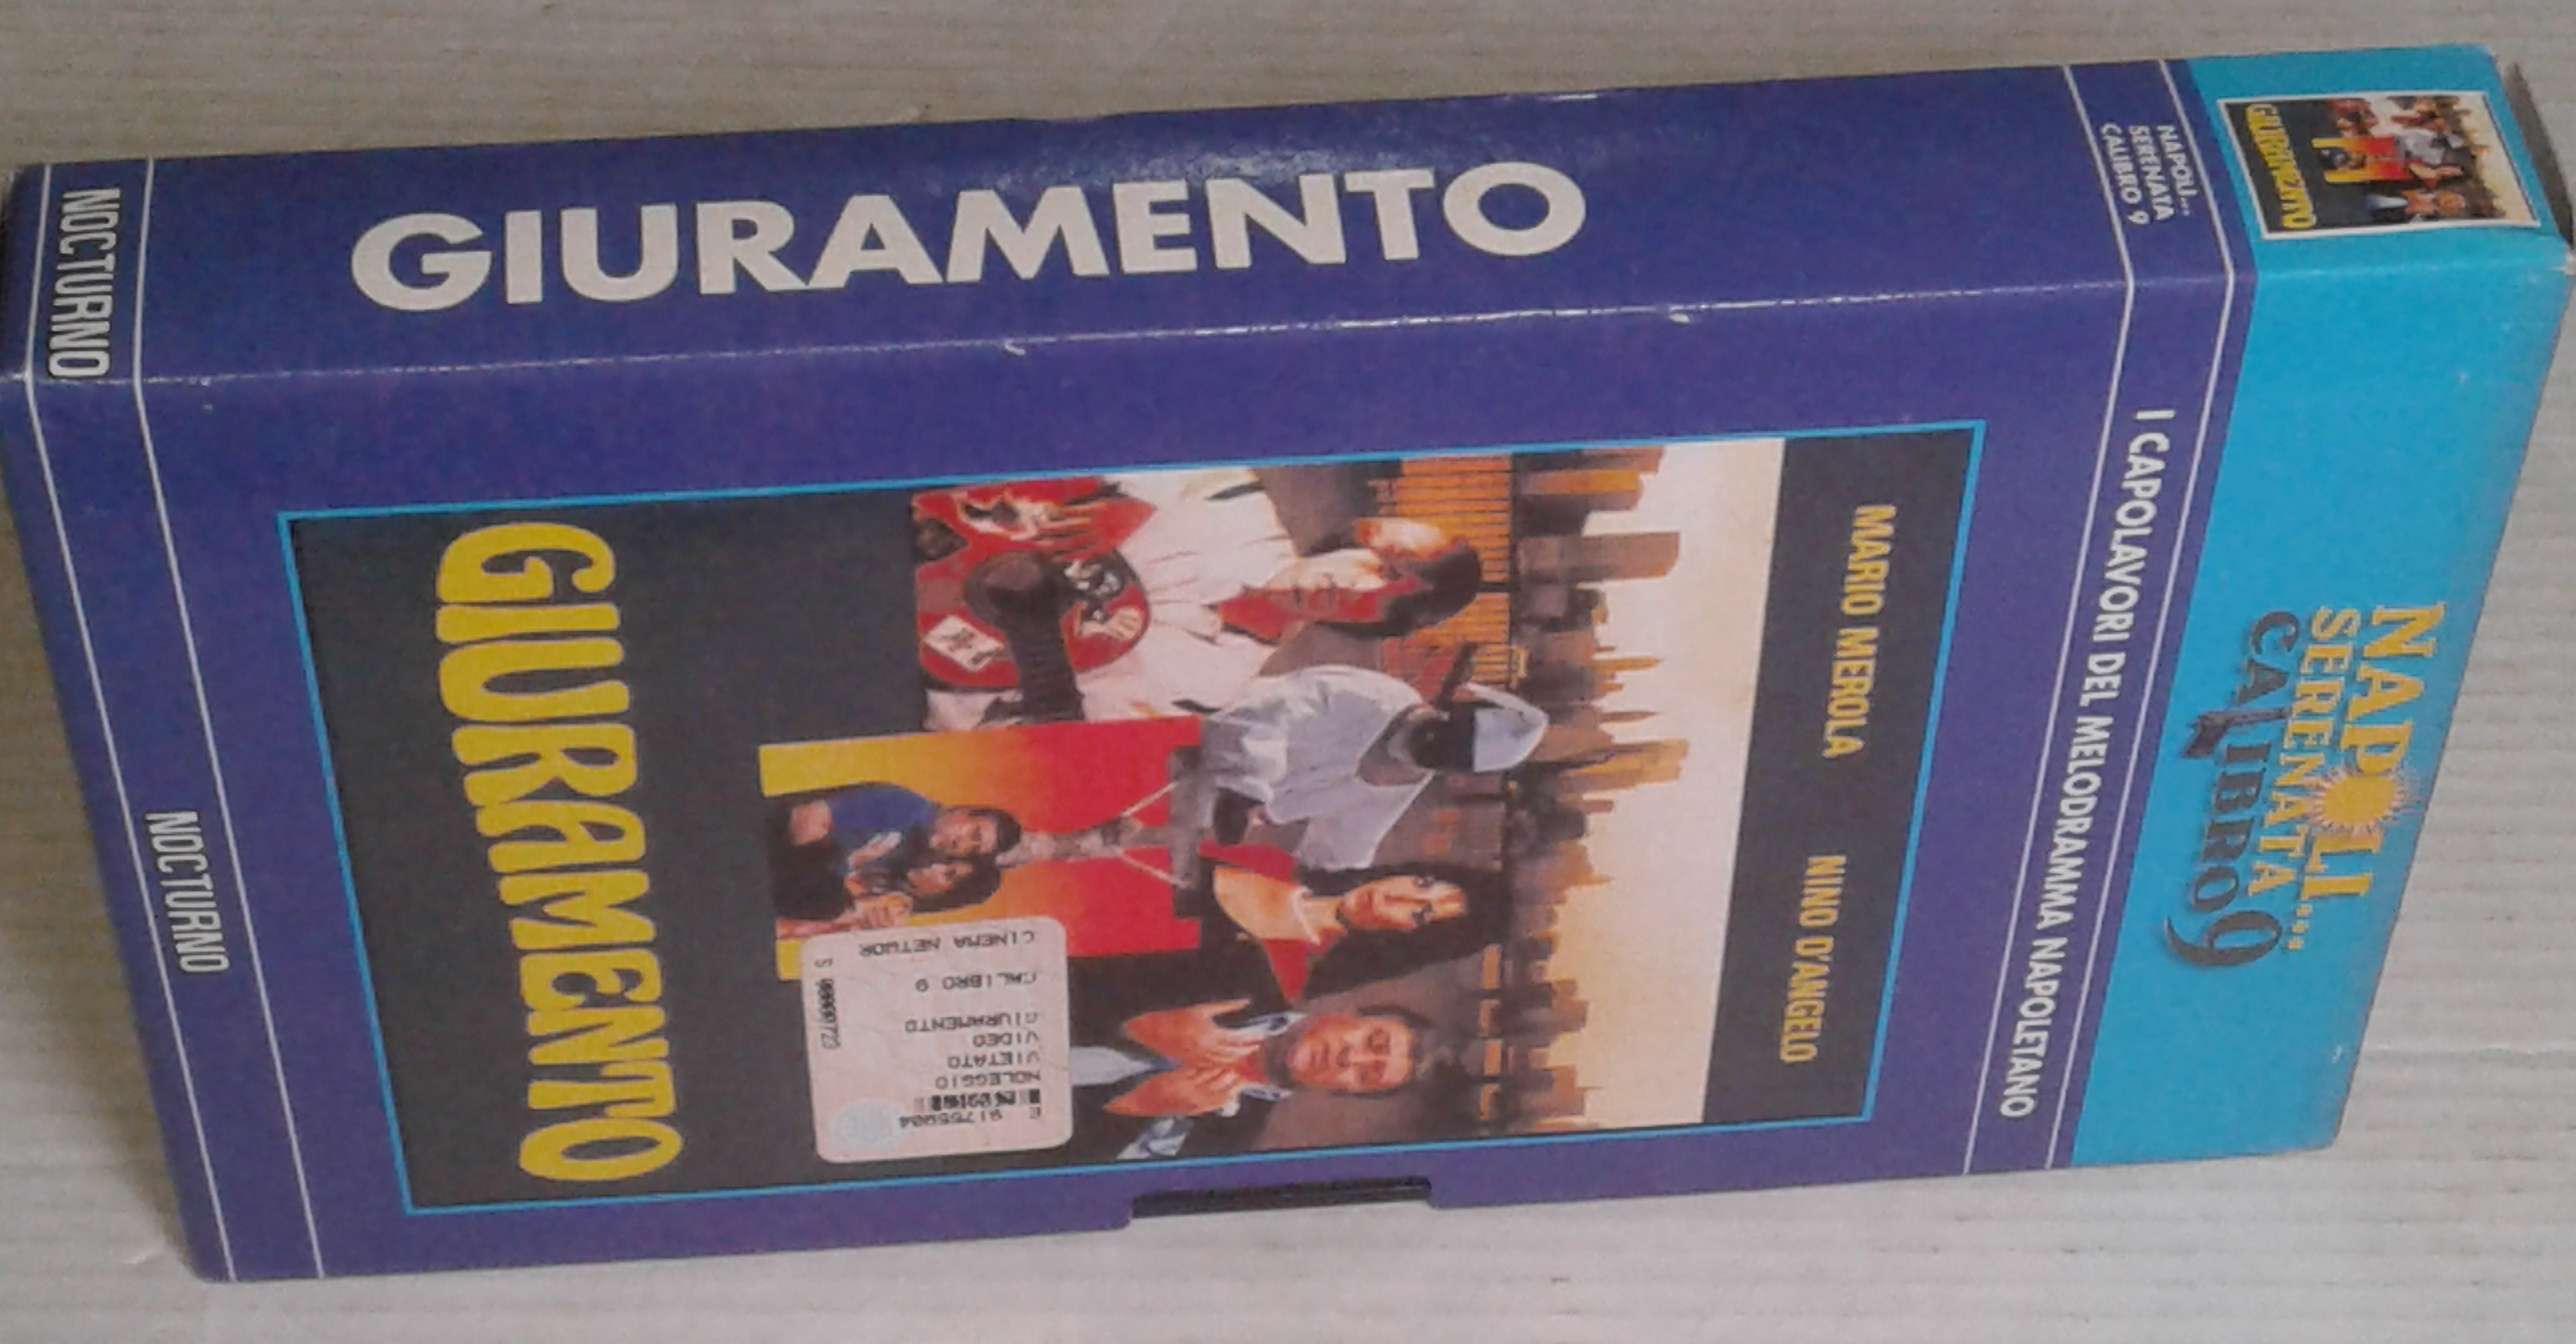 GIURAMENTO
NOCTURNO
NAPOLI...
SERENATA
CALIBRO 9
GIURAMENTO
NAPOLI...
SERENATA
CALIBRO 9
I CAPOLAVORI DEL MELODRAMMA NAPOLETANO
MARIO MEROLA NINO D'ANGELO
GIURAMENTO
NOCTURNO
NOLEGGIO
VIETATO
VIDEO
GIURAMENTO
CALIBRO 9
CINEMA NETWOR